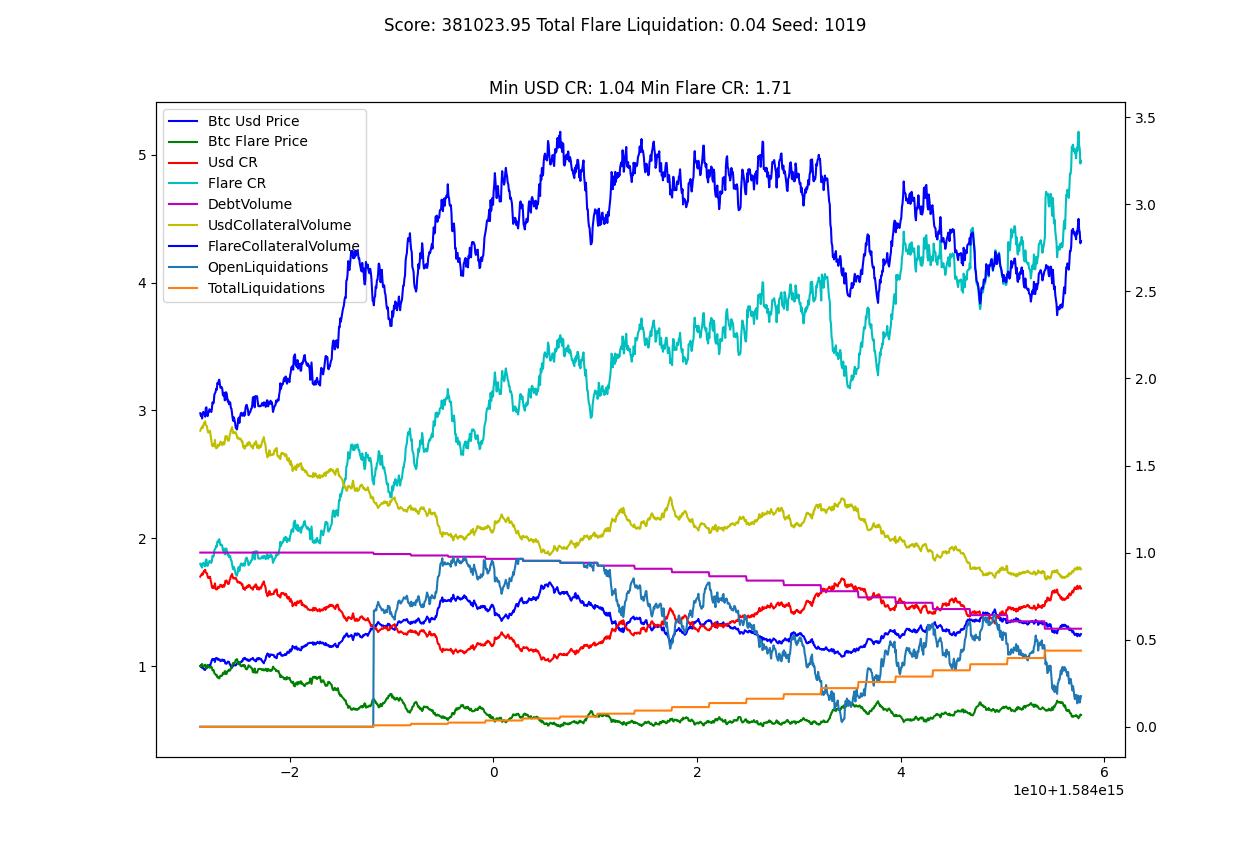 Score: 381023.95 Total Flare Liquidation: 0.04 Seed: 1019
Min USD CR: 1.04 Min Flare CR: 1.71
Btc Usd Price
Btc Flare Price
Usd CR
Flare CR
DebtVolume
UsdCollateralVolume
FlareCollateralVolume
OpenLiquidations
TotalLiquidations
5
4
3
2
1
3.5
3.0
2.5
2.0
1.5
1.0
0.5
0.0
−2 0 2 4 6
1e10+1.584e15